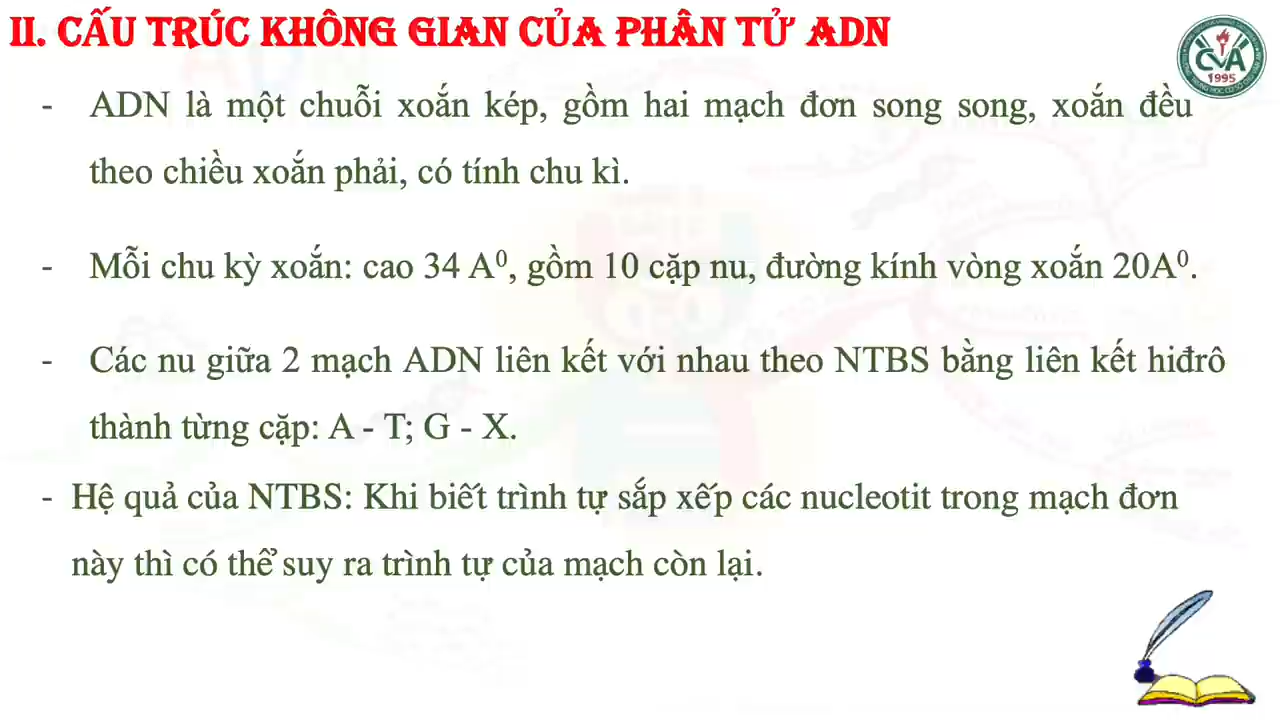 II. CẤU TRÚC KHÔNG GIAN CỦA PHÂN TỬ ADN
- ADN là một chuỗi xoắn kép, gồm hai mạch đơn song song, xoắn đều
theo chiều xoắn phải, có tính chu kì.
- Mỗi chu kỳ xoắn: cao 34 A⁰, gồm 10 cặp nu, đường kính vòng xoắn 20A⁰.
- Các nu giữa 2 mạch ADN liên kết với nhau theo NTBS bằng liên kết hiđrô
thành từng cặp: A - T; G - X.
- Hệ quả của NTBS: Khi biết trình tự sắp xếp các nucleotit trong mạch đơn
này thì có thể suy ra trình tự của mạch còn lại.
CVA
1995